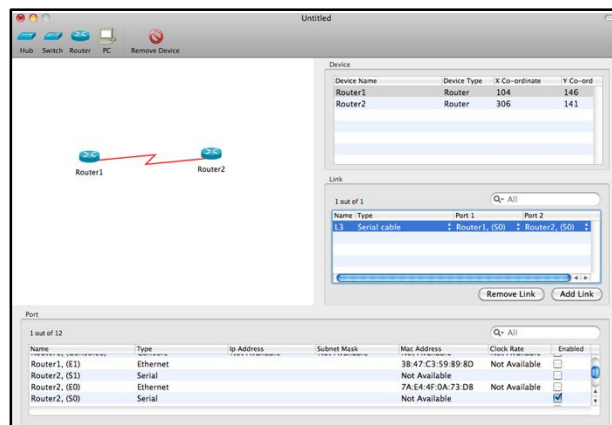 Untitled
Hub Switch Router PC Remove Device
Device
Device Name Device Type X Co-ordinate Y Co-ord
Router1 Router 104 146
Router2 Router 306 141
Router1
Router2
Link
1 out of 1
All
Name Type Port 1 Port 2
L3 Serial cable Router1, (S0) Router2, (S0)
Remove Link Add Link
Port
1 out of 12
All
Name Type Ip Address Subnet Mask Mac Address Clock Rate Enabled
Router1, (E1) Ethernet 38:47:C3:59:89:8D Not Available
Router2, (S1) Serial Not Available
Router2, (E0) Ethernet 7A:E4:4F:0A:73:D8 Not Available
Router2, (S0) Serial Not Available